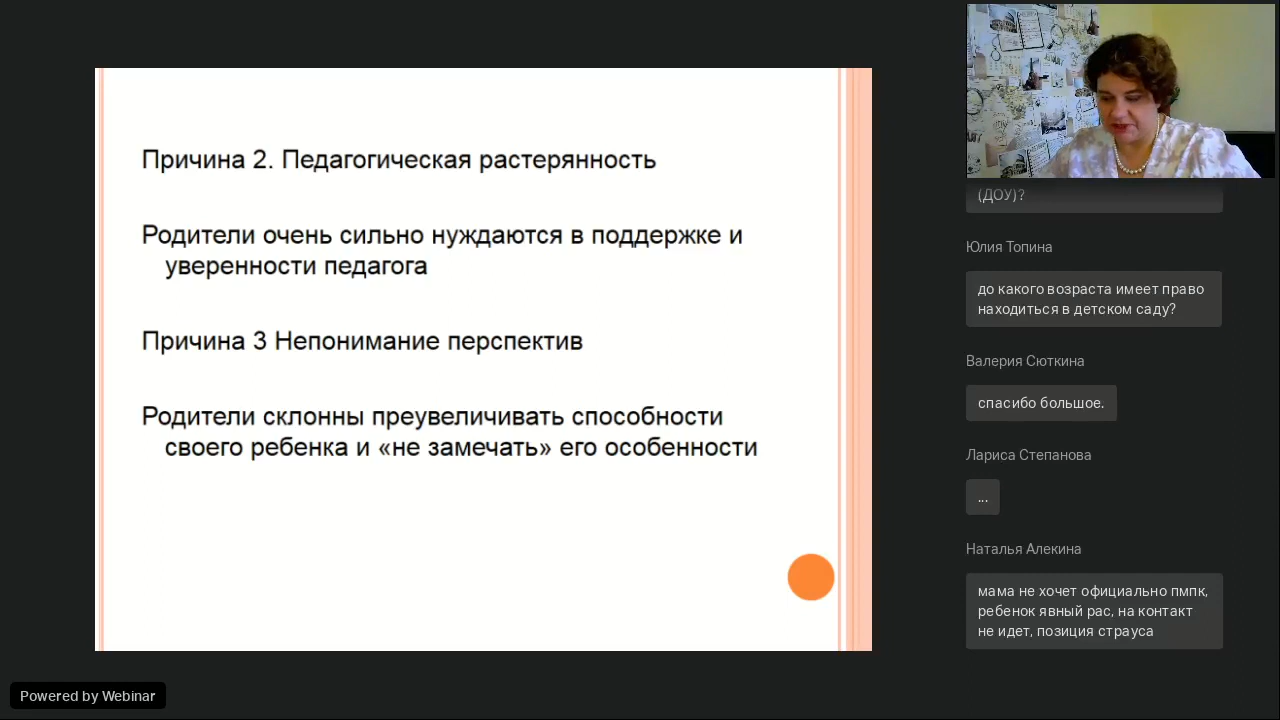 Причина 2. Педагогическая растерянность
Родители очень сильно нуждаются в поддержке и
уверенности педагога
Причина 3 Непонимание перспектив
Родители склонны преувеличивать способности
своего ребенка и «не замечать» его особенности
(ДОУ)?
Юлия Топина
до какого возраста имеет право
находиться в детском саду?
Валерия Сюткина
спасибо большое.
Лариса Степанова
...
Наталья Алекина
мама не хочет официально пмпк,
ребенок явный рас, на контакт
не идет, позиция страуса
Powered by Webinar